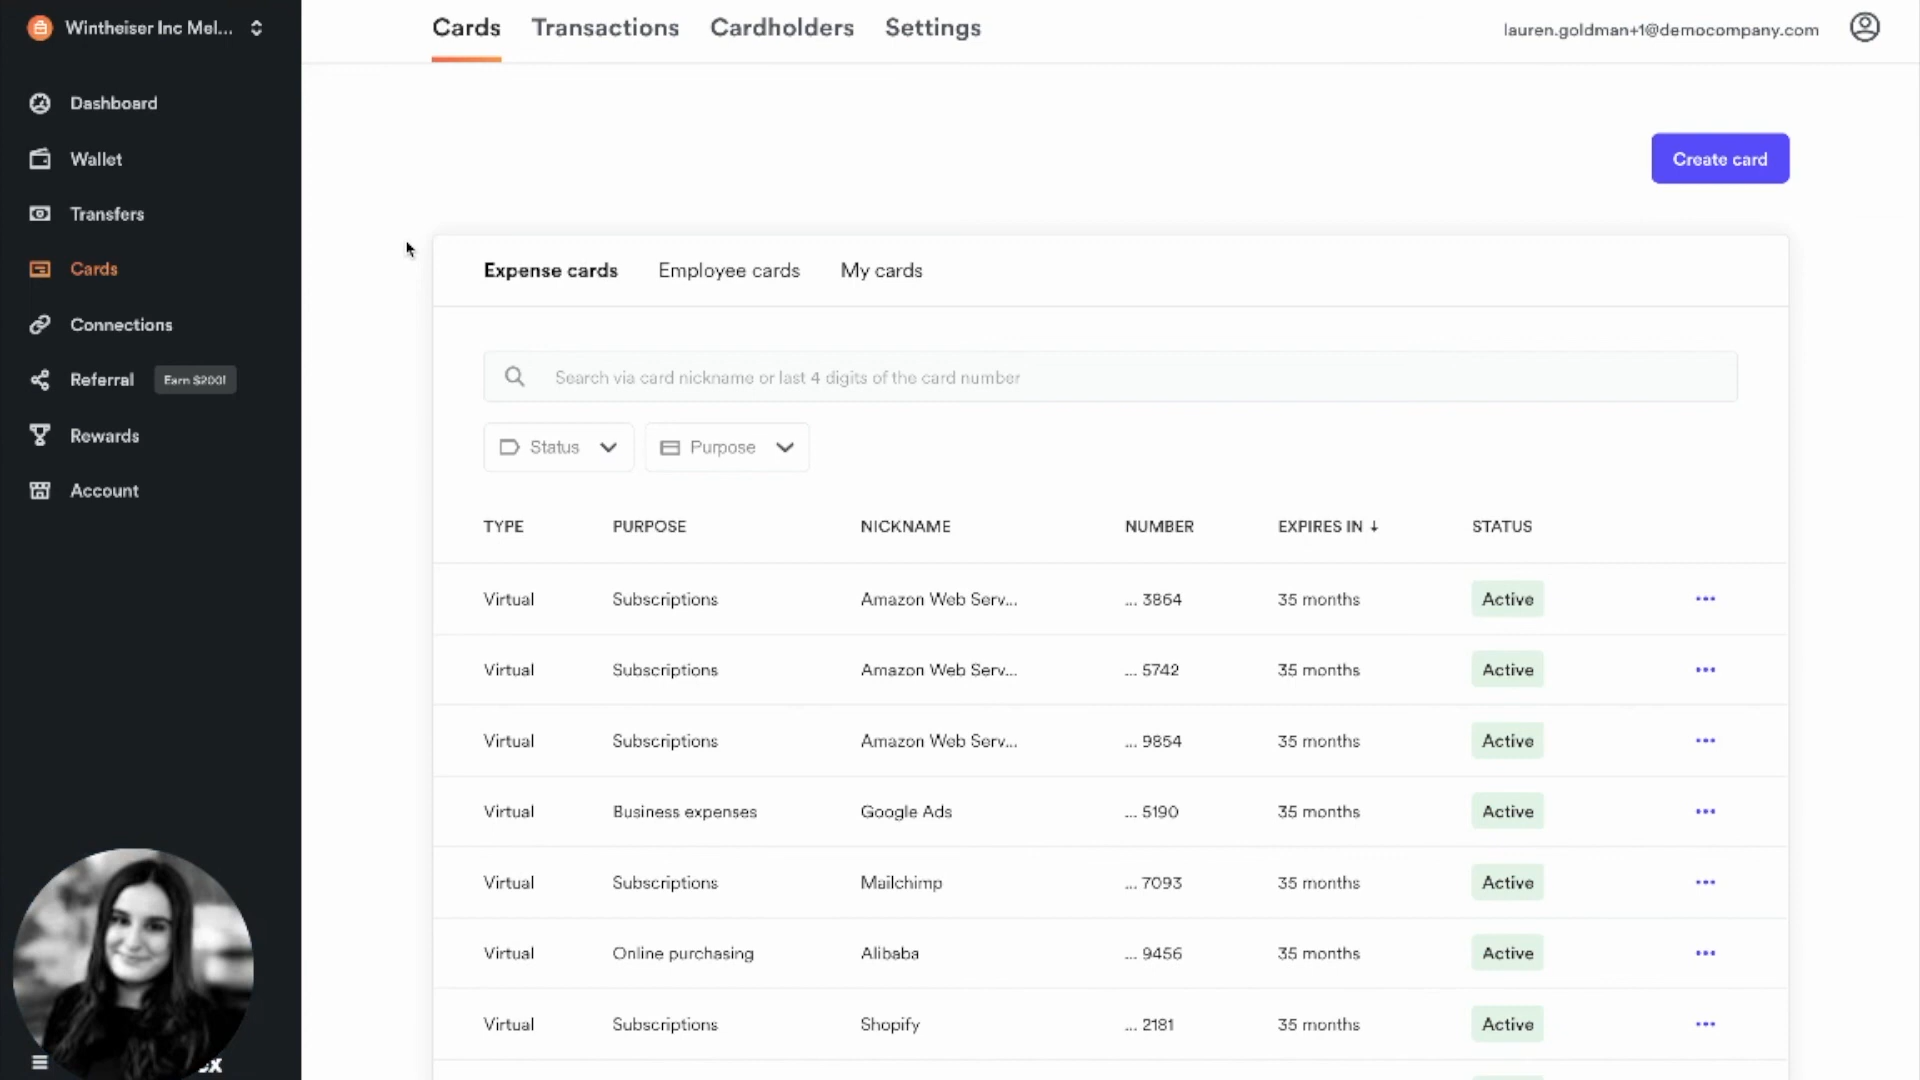 Wintheiser Inc Mel...
Dashboard
Wallet
Transfers
Cards
Connections
Referral Earn $200!
Rewards
Account
Cards Transactions Cardholders Settings
lauren.goldman+1@democompany.com
Create card
Expense cards Employee cards My cards
Search via card nickname or last 4 digits of the card number
Status Purpose
TYPE PURPOSE NICKNAME NUMBER EXPIRES IN ↓ STATUS
Virtual Subscriptions Amazon Web Serv... ... 3864 35 months Active
Virtual Subscriptions Amazon Web Serv... ... 5742 35 months Active
Virtual Subscriptions Amazon Web Serv... ... 9854 35 months Active
Virtual Business expenses Google Ads ... 5190 35 months Active
Virtual Subscriptions Mailchimp ... 7093 35 months Active
Virtual Online purchasing Alibaba ... 9456 35 months Active
Virtual Subscriptions Shopify ... 2181 35 months Active